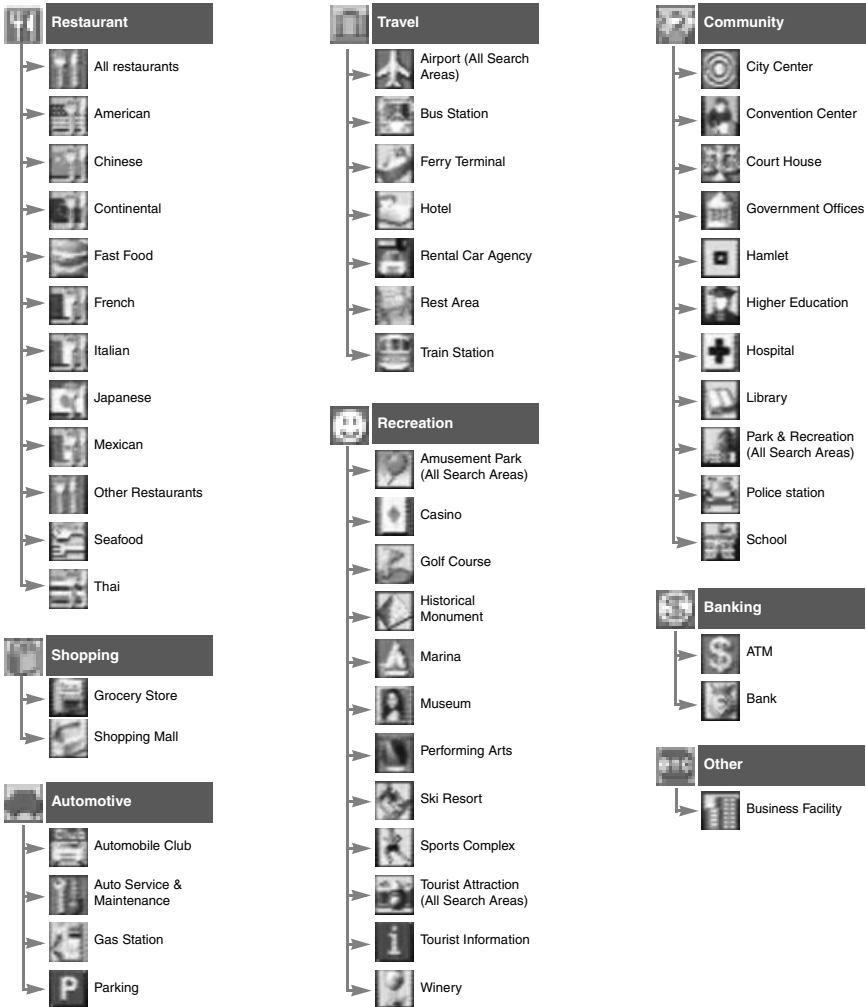 Restaurant
All restaurants
American
Chinese
Continental
Fast Food
French
Italian
Japanese
Mexican
Other Restaurants
Seafood
Thai
Shopping
Grocery Store
Shopping Mall
Automotive
Automobile Club
Auto Service &
Maintenance
Gas Station
P
Parking
Travel
Airport (All Search
Areas)
Bus Station
Ferry Terminal
Hotel
Rental Car Agency
Rest Area
Train Station
Recreation
Amusement Park
(All Search Areas)
Casino
Golf Course
Historical
Monument
Marina
Museum
Performing Arts
Ski Resort
Sports Complex
Tourist Attraction
(All Search Areas)
i
Tourist Information
Winery
Community
City Center
Convention Center
Court House
Government Offices
Hamlet
Higher Education
Hospital
Library
Park & Recreation
(All Search Areas)
Police station
School
$
Banking
$
ATM
Bank
etc
Other
Business Facility